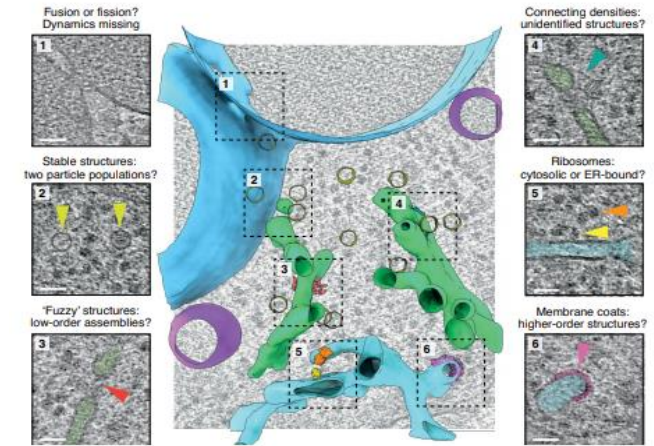 Fusion or fission?
Dynamics missing
1
Stable structures:
two particle populations?
2
'Fuzzy' structures:
low-order assemblies?
3
1
2
3
4
5
6
Connecting densities:
unidentified structures?
4
Ribosomes:
cytosolic or ER-bound?
5
Membrane coats:
higher-order structures?
6